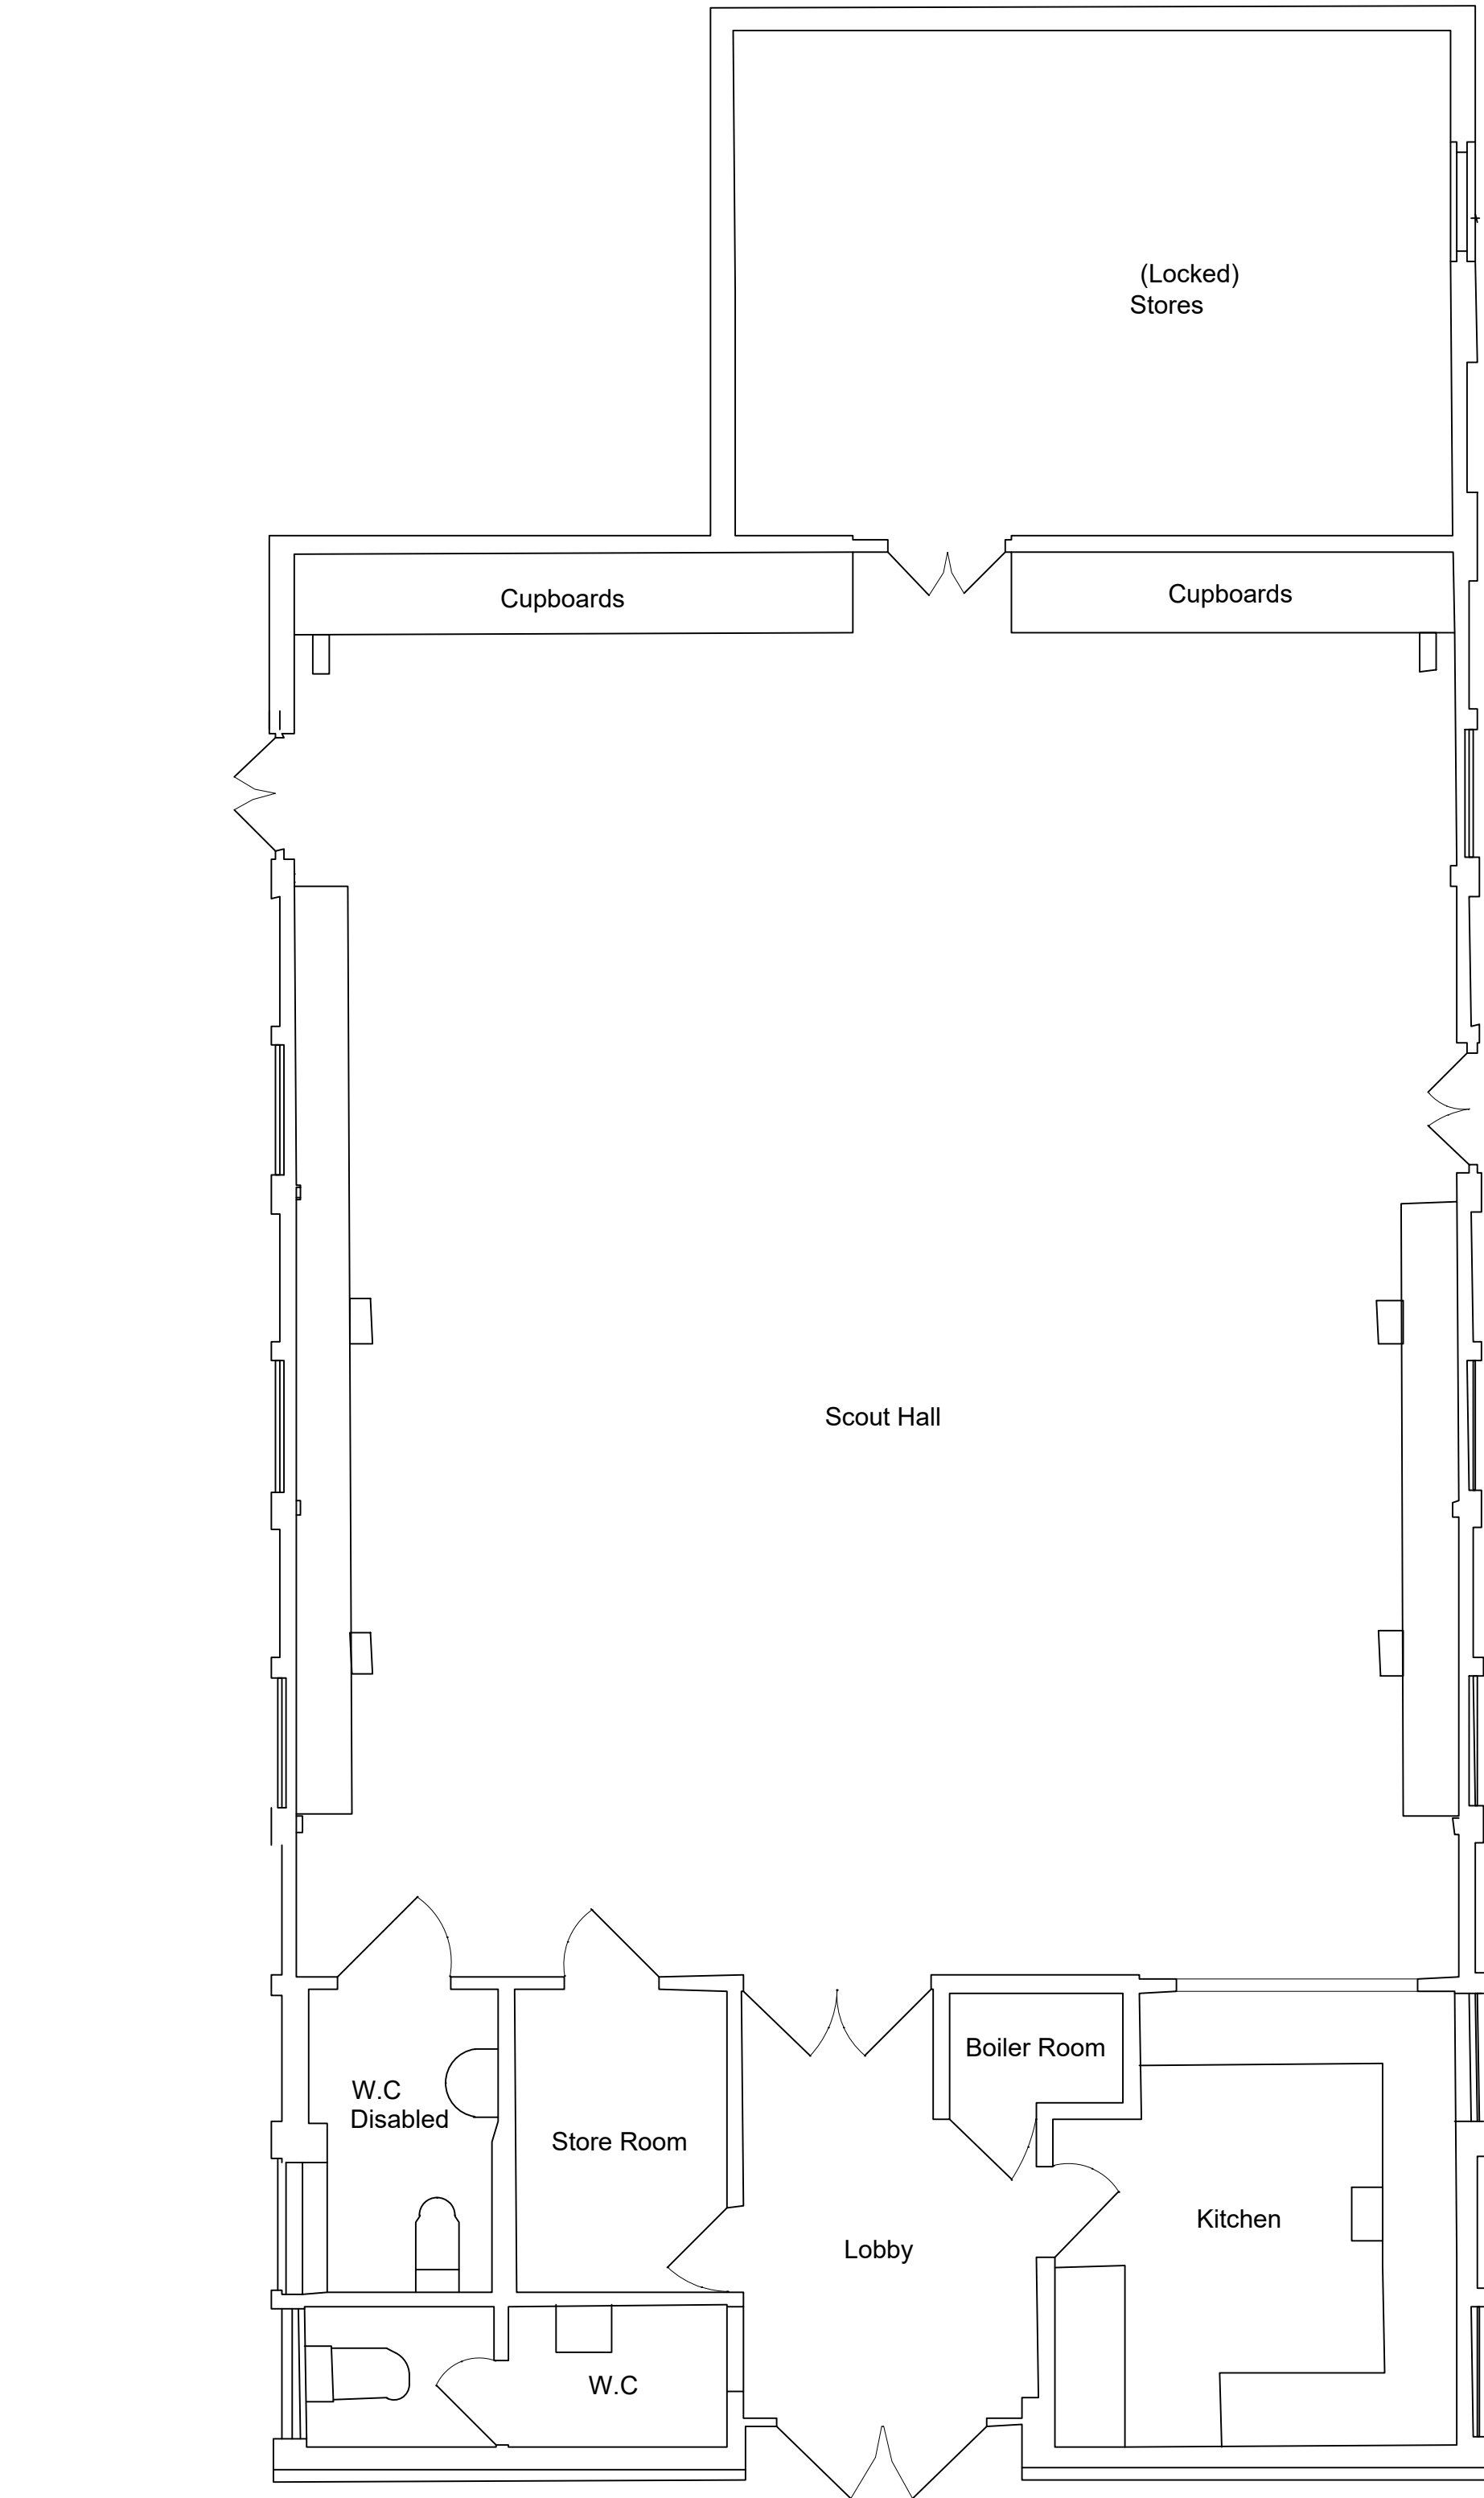 (Locked)
Stores
Cupboards
Cupboards
Scout Hall
Boiler Room
W.C
Disabled
Store Room
Kitchen
Lobby
W.C